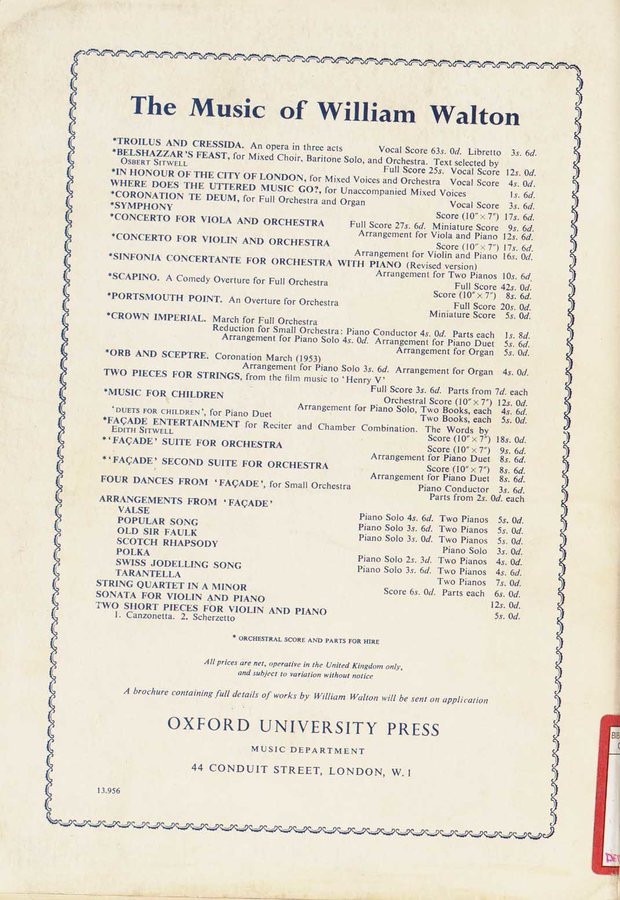 The Music of William Walton
*TROILUS AND CRESSIDA. An opera in three acts Vocal Score 63s. 0d. Libretto 3s. 6d.
*BELSHAZZAR'S FEAST, for Mixed Choir, Baritone Solo, and Orchestra. Text selected by
OSBERT SITWELL Full Score 25s. Vocal Score 12s. 0d.
*IN HONOUR OF THE CITY OF LONDON, for Mixed Voices and Orchestra Vocal Score 4s. 0d.
WHERE DOES THE UTTERED MUSIC GO?, for Unaccompanied Mixed Voices 1s. 6d.
*CORONATION TE DEUM, for Full Orchestra and Organ Vocal Score 3s. 6d.
*SYMPHONY Score (10" × 7") 17s. 6d.
*CONCERTO FOR VIOLA AND ORCHESTRA Full Score 27s. 6d. Miniature Score 9s. 6d.
Arrangement for Viola and Piano 12s. 6d.
*CONCERTO FOR VIOLIN AND ORCHESTRA Score (10" × 7") 17s. 6d.
Arrangement for Violin and Piano 16s. 0d.
*SINFONIA CONCERTANTE FOR ORCHESTRA WITH PIANO (Revised version)
Arrangement for Two Pianos 10s. 6d.
*SCAPINO. A Comedy Overture for Full Orchestra Full Score 42s. 0d.
Score (10" × 7") 8s. 6d.
*PORTSMOUTH POINT. An Overture for Orchestra Full Score 20s. 0d.
Miniature Score 5s. 0d.
*CROWN IMPERIAL. March for Full Orchestra
Reduction for Small Orchestra: Piano Conductor 4s. 0d. Parts each 1s. 8d.
Arrangement for Piano Solo 4s. 0d. Arrangement for Piano Duet 5s. 6d.
Arrangement for Organ 5s. 0d.
*ORB AND SCEPTRE. Coronation March (1953)
Arrangement for Piano Solo 3s. 6d. Arrangement for Organ 4s. 0d.
TWO PIECES FOR STRINGS, from the film music to 'Henry V'
Full Score 3s. 6d. Parts from 7d. each
*MUSIC FOR CHILDREN Orchestral Score (10" × 7") 12s. 0d.
Arrangement for Piano Solo, Two Books, each 4s. 6d.
'DUETS FOR CHILDREN', for Piano Duet Two Books, each 5s. 0d.
*FAÇADE ENTERTAINMENT for Reciter and Chamber Combination. The Words by
EDITH SITWELL Score (10" × 7") 18s. 0d.
*'FAÇADE' SUITE FOR ORCHESTRA Score (10" × 7") 9s. 6d.
Arrangement for Piano Duet 8s. 6d.
*'FAÇADE' SECOND SUITE FOR ORCHESTRA Score (10" × 7") 8s. 6d.
Arrangement for Piano Duet 8s. 6d.
FOUR DANCES FROM 'FAÇADE', for Small Orchestra Piano Conductor 3s. 6d.
Parts from 2s. 0d. each
ARRANGEMENTS FROM 'FAÇADE'
VALSE Piano Solo 4s. 6d. Two Pianos 5s. 0d.
POPULAR SONG Piano Solo 3s. 6d. Two Pianos 5s. 0d.
OLD SIR FAULK Piano Solo 3s. 0d. Two Pianos 5s. 0d.
SCOTCH RHAPSODY Piano Solo 3s. 0d.
POLKA Piano Solo 2s. 3d. Two Pianos 4s. 0d.
SWISS JODELLING SONG Piano Solo 3s. 6d. Two Pianos 4s. 6d.
TARANTELLA Two Pianos 7s. 0d.
STRING QUARTET IN A MINOR Score 6s. 0d. Parts each 6s. 0d.
SONATA FOR VIOLIN AND PIANO 12s. 0d.
TWO SHORT PIECES FOR VIOLIN AND PIANO 5s. 0d.
1. Canzonetta. 2. Scherzetto
* ORCHESTRAL SCORE AND PARTS FOR HIRE
All prices are net, operative in the United Kingdom only,
and subject to variation without notice
A brochure containing full details of works by William Walton will be sent on application
OXFORD UNIVERSITY PRESS
MUSIC DEPARTMENT
44 CONDUIT STREET, LONDON, W.1
13.956